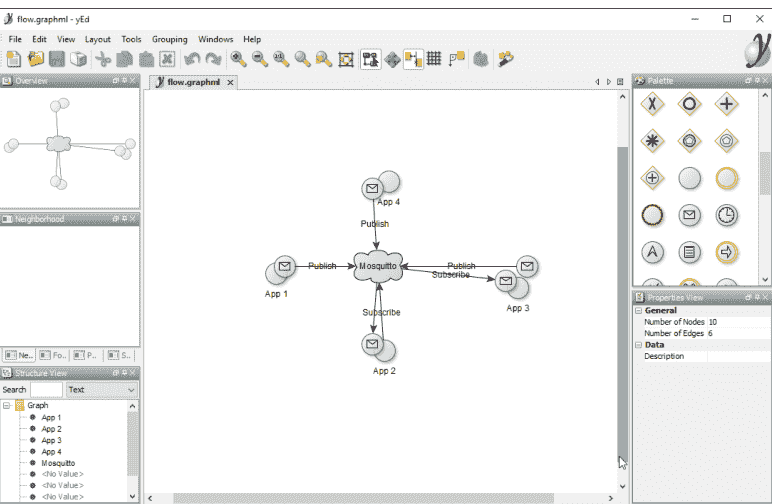 flow.graphml - yEd
File Edit View Layout Tools Grouping Windows Help
Overview
flow.graphml
Palette
App 4
Publish
Publish
Mosquitto
Publish
Subscribe
App 1
App 3
Subscribe
App 2
Neighborhood
Ne..
Fo..
P..
S..
Structure View
Search
Text
Graph
App 1
App 2
App 3
App 4
Mosquitto
<No Value>
<No Value>
<No Value>
Properties View
General
Number of Nodes 10
Number of Edges 6
Data
Description